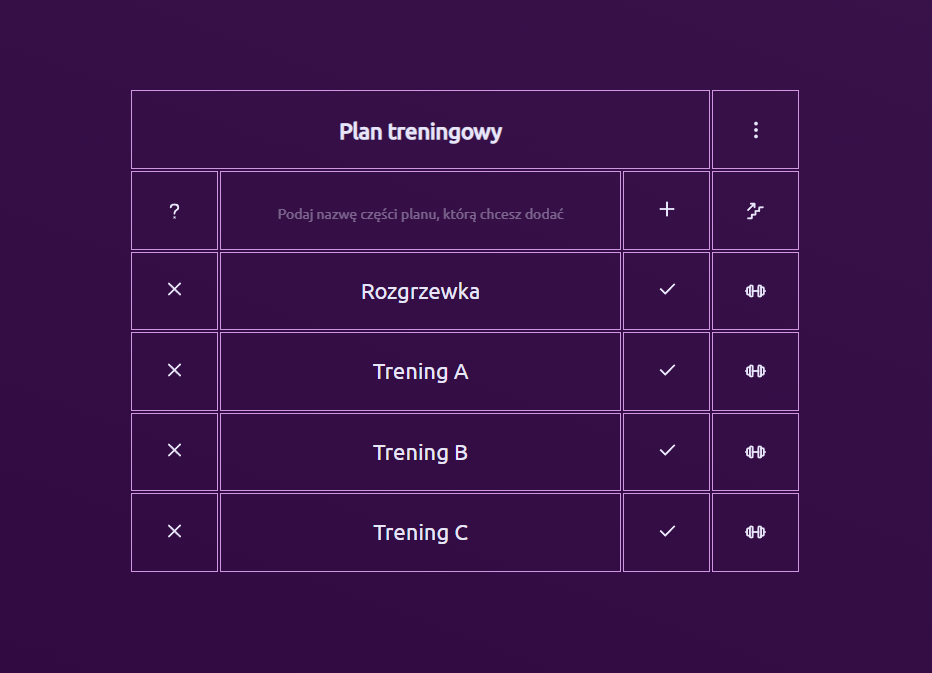 Plan treningowy
?
Podaj nazwę części planu, którą chcesz dodać
Rozgrzewka
Trening A
Trening B
Trening C